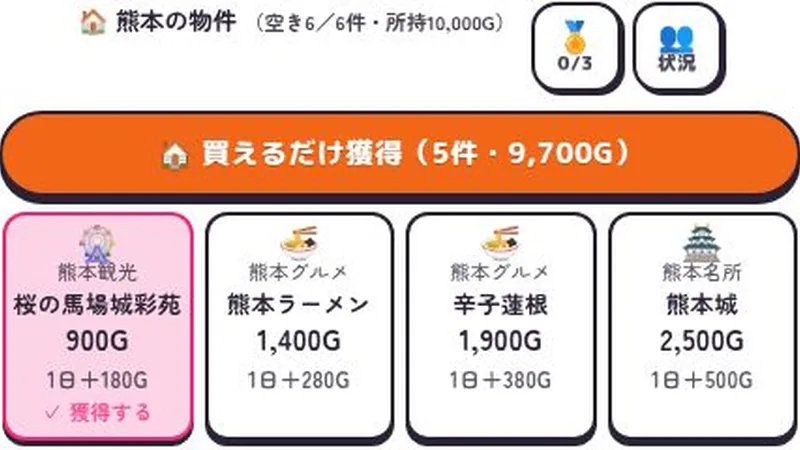 熊本の物件 (空き6／6件・所持10,000G)
0/3
状況
買えるだけ獲得（5件・9,700G）
熊本観光
桜の馬場城彩苑
900G
1日＋180G
✓ 獲得する
熊本グルメ
熊本ラーメン
1,400G
1日＋280G
熊本グルメ
辛子蓮根
1,900G
1日＋380G
熊本名所
熊本城
2,500G
1日＋500G